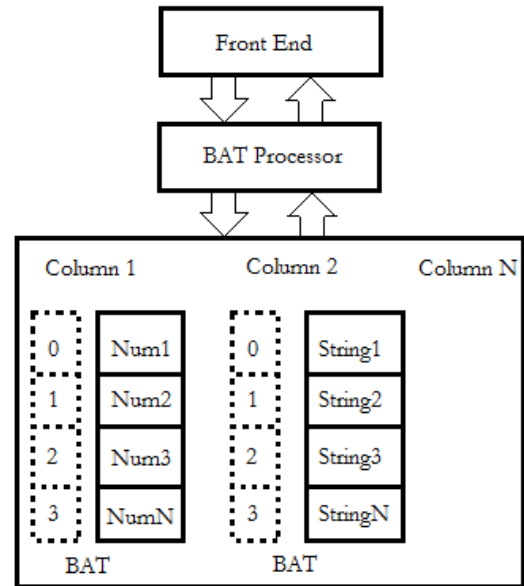 Front End
BAT Processor
Column 1 Column 2 Column N
0 Num1 0 String1
1 Num2 1 String2
2 Num3 2 String3
3 NumN 3 StringN
BAT BAT